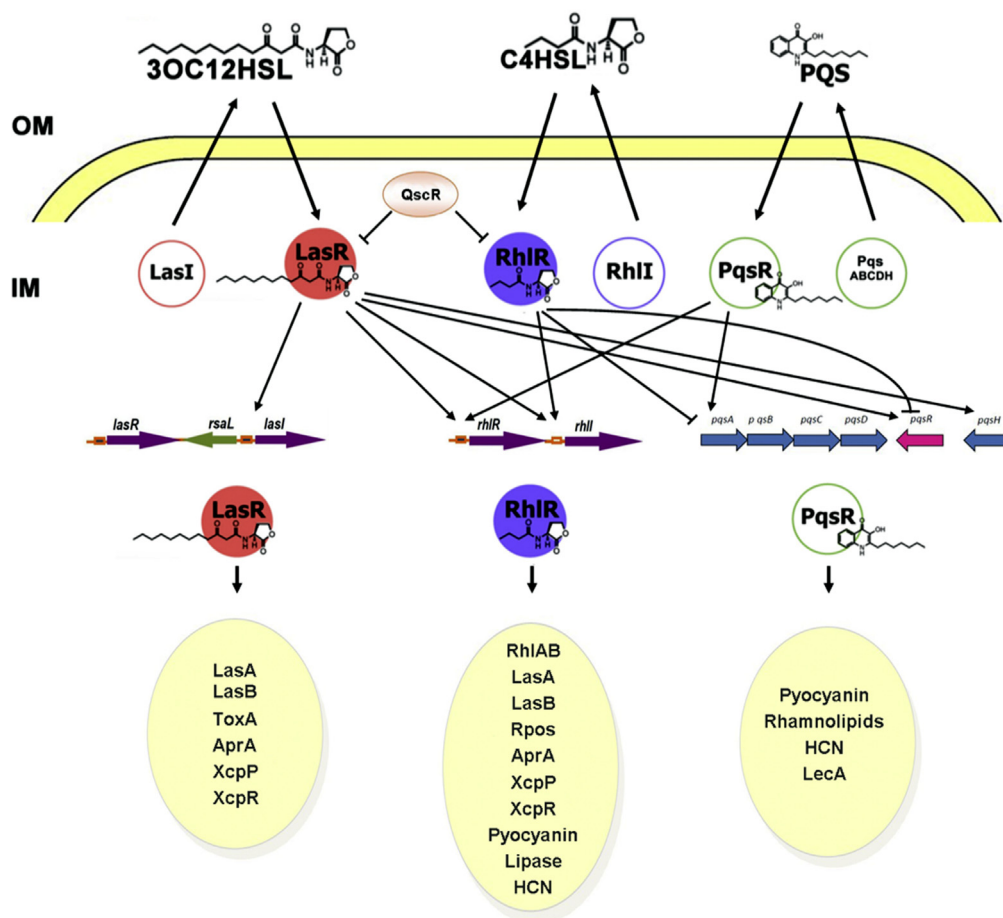 3OC12HSL
C4HSL
PQS
N
H
H
O
O
O
O
N
H
H
O
O
O
O
OH
N
H
OM
QscR
LasI
LasR
RhlR
RhlI
PqsR
Pqs
ABCDH
IM
lasR
rsaL
lasI
rhlR
rhlI
pqsA
p qsB
pqsC
pqsD
pqsR
pqsH
LasR
RhlR
PqsR
LasA
LasB
ToxA
AprA
XcpP
XcpR
RhlAB
LasA
LasB
Rpos
AprA
XcpP
XcpR
Pyocyanin
Lipase
HCN
Pyocyanin
Rhamnolipids
HCN
LecA